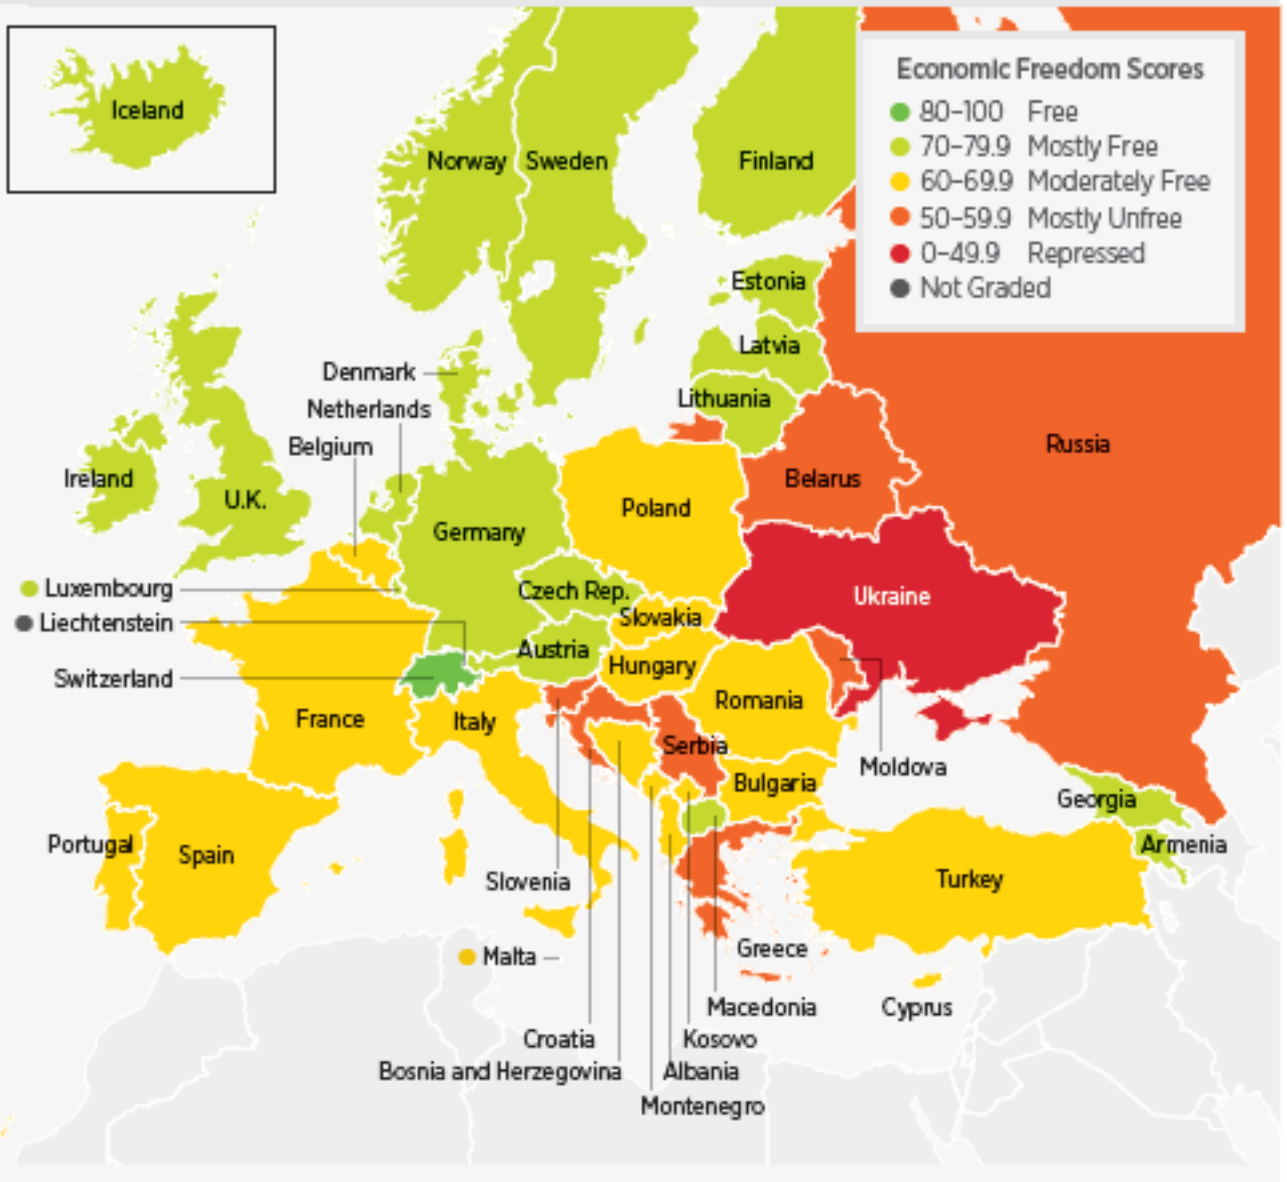 Economic Freedom Scores
80–100 Free
70–79.9 Mostly Free
60–69.9 Moderately Free
50–59.9 Mostly Unfree
0–49.9 Repressed
Not Graded
Iceland
Norway
Sweden
Finland
Estonia
Latvia
Lithuania
Denmark
Netherlands
Belgium
Ireland
U.K.
Germany
Poland
Belarus
Russia
Luxembourg
Liechtenstein
Switzerland
Czech Rep.
Slovakia
Ukraine
Austria
Hungary
France
Italy
Romania
Serbia
Moldova
Bulgaria
Georgia
Armenia
Portugal
Spain
Slovenia
Turkey
Malta
Greece
Macedonia
Cyprus
Croatia
Kosovo
Bosnia and Herzegovina
Albania
Montenegro